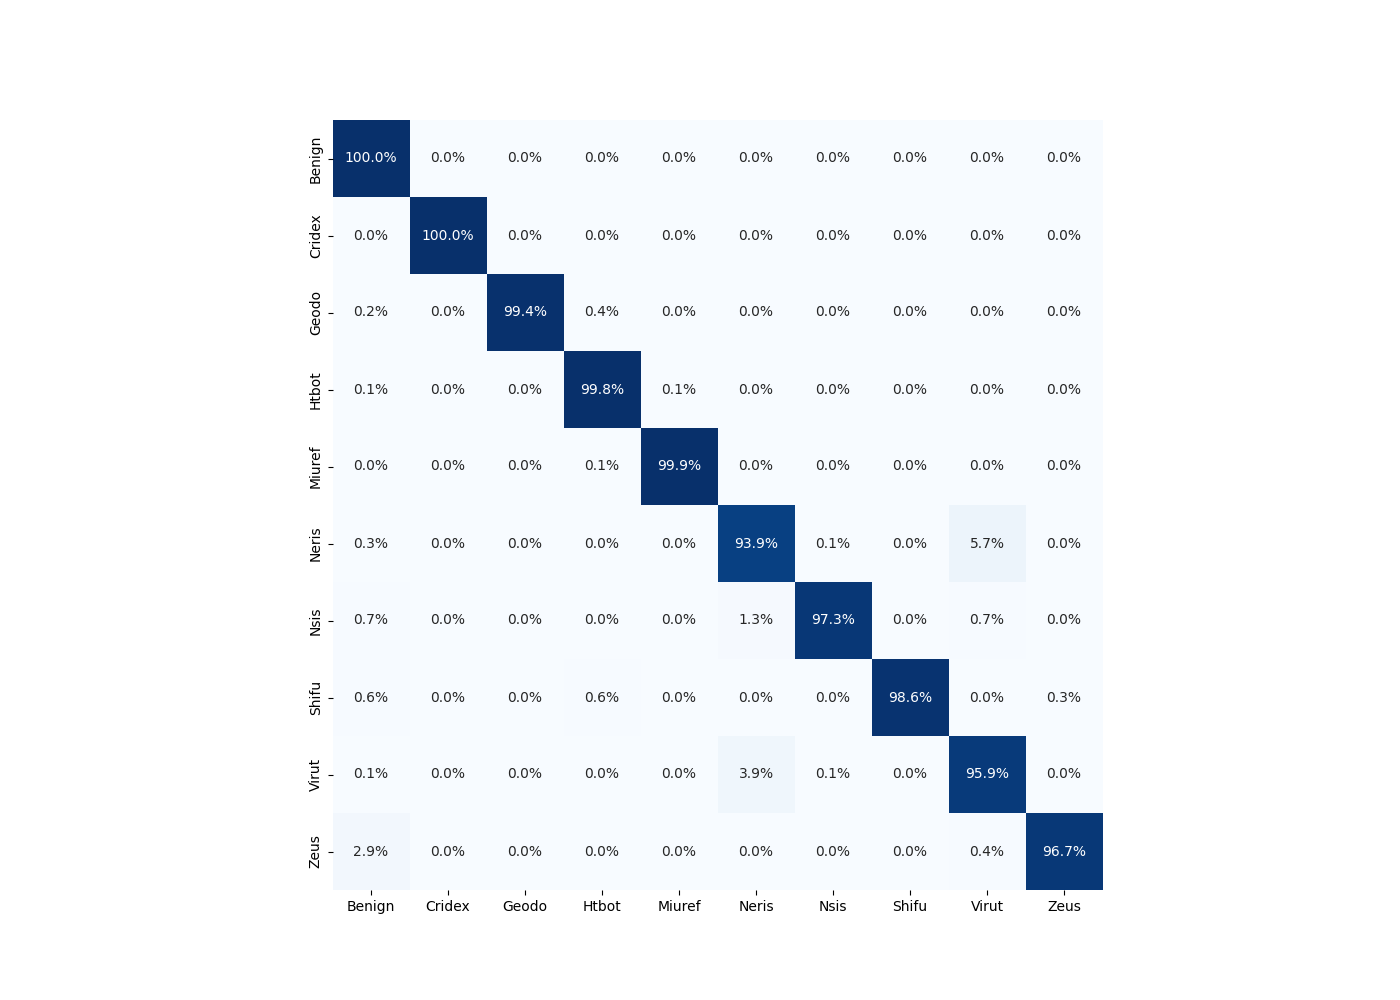 Benign 100.0% 0.0% 0.0% 0.0% 0.0% 0.0% 0.0% 0.0% 0.0% 0.0%
Cridex 0.0% 100.0% 0.0% 0.0% 0.0% 0.0% 0.0% 0.0% 0.0% 0.0%
Geodo 0.2% 0.0% 99.4% 0.4% 0.0% 0.0% 0.0% 0.0% 0.0% 0.0%
Htbot 0.1% 0.0% 0.0% 99.8% 0.1% 0.0% 0.0% 0.0% 0.0% 0.0%
Miuref 0.0% 0.0% 0.0% 0.1% 99.9% 0.0% 0.0% 0.0% 0.0% 0.0%
Neris 0.3% 0.0% 0.0% 0.0% 0.0% 93.9% 0.1% 0.0% 5.7% 0.0%
Nsis 0.7% 0.0% 0.0% 0.0% 0.0% 1.3% 97.3% 0.0% 0.7% 0.0%
Shifu 0.6% 0.0% 0.0% 0.6% 0.0% 0.0% 0.0% 98.6% 0.0% 0.3%
Virut 0.1% 0.0% 0.0% 0.0% 0.0% 3.9% 0.1% 0.0% 95.9% 0.0%
Zeus 2.9% 0.0% 0.0% 0.0% 0.0% 0.0% 0.0% 0.0% 0.4% 96.7%
Benign Cridex Geodo Htbot Miuref Neris Nsis Shifu Virut Zeus